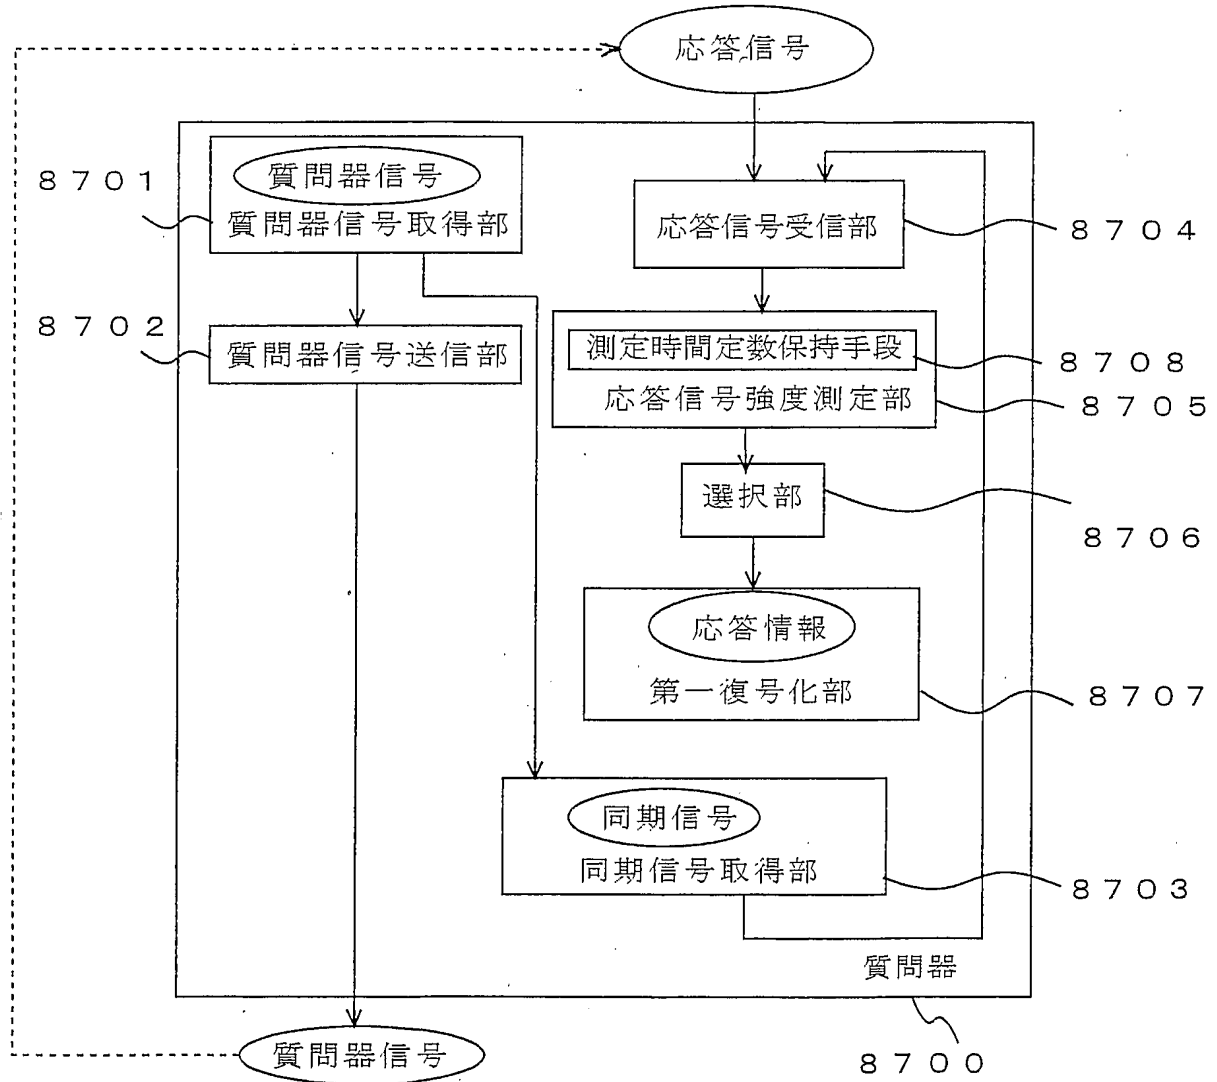 応答信号
質問器信号
8701
質問器信号取得部
応答信号受信部
8704
8702
質問器信号送信部
測定時間定数保持手段
8708
応答信号強度測定部
8705
選択部
8706
応答情報
第一復号化部
8707
同期信号
同期信号取得部
8703
質問器
質問器信号
8700